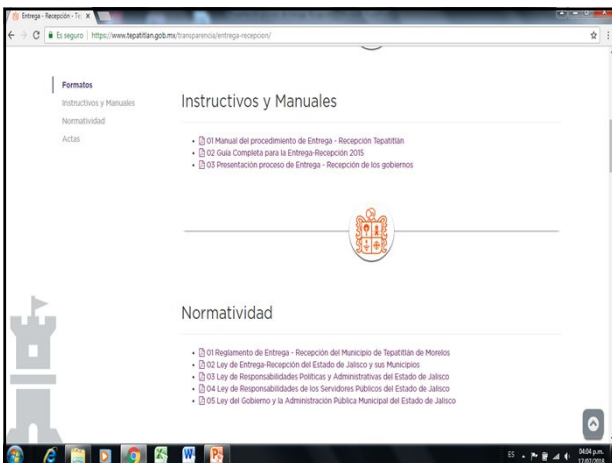 Entrega - Recepción - Te
Es seguro | https://www.tepatitlan.gob.mx/transparencia/entrega-recepcion/
Formatos
Instructivos y Manuales
Normatividad
Actas
Instructivos y Manuales
01 Manual del procedimiento de Entrega - Recepción Tepatitlán
02 Guía Completa para la Entrega-Recepción 2015
03 Presentación proceso de Entrega - Recepción de los gobiernos
Normatividad
01 Reglamento de Entrega - Recepción del Municipio de Tepatitlán de Morelos
02 Ley de Entrega-Recepción del Estado de Jalisco y sus Municipios
03 Ley de Responsabilidades Políticas y Administrativas del Estado de Jalisco
04 Ley de Responsabilidades de los Servidores Públicos del Estado de Jalisco
05 Ley del Gobierno y la Administración Pública Municipal del Estado de Jalisco
ES
04:04 p.m.
17/07/2018